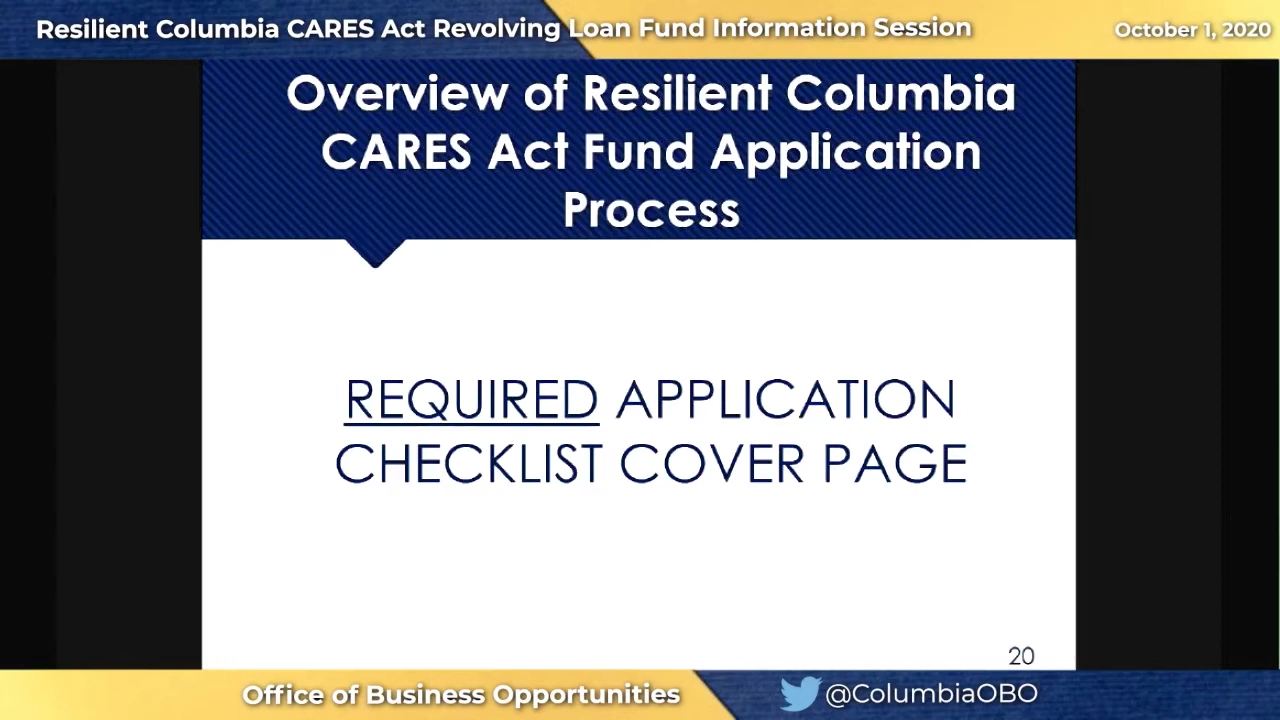 Resilient Columbia CARES Act Revolving Loan Fund Information Session
October 1, 2020
Overview of Resilient Columbia
CARES Act Fund Application
Process
REQUIRED APPLICATION
CHECKLIST COVER PAGE
20
Office of Business Opportunities
@ColumbiaOBO